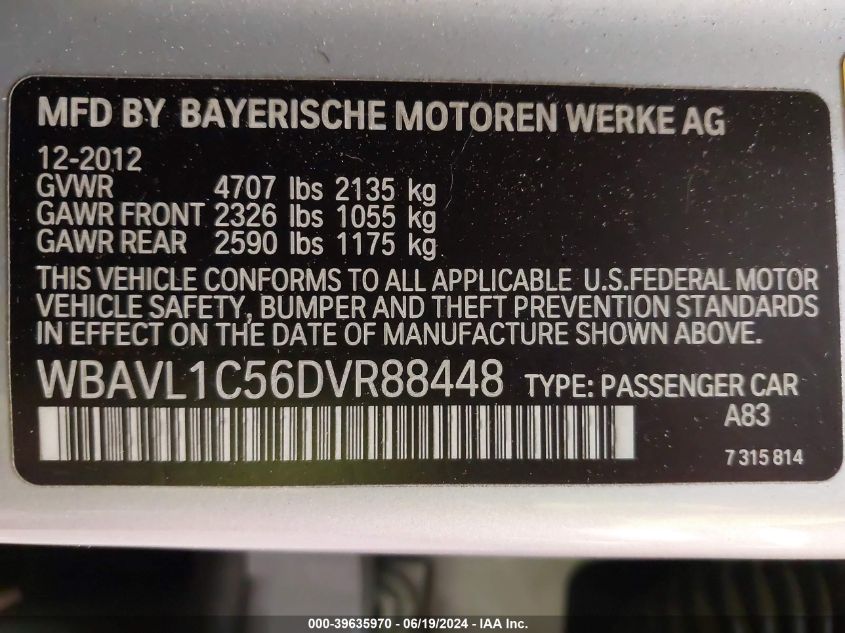 MFD BY BAYERISCHE MOTOREN WERKE AG
12-2012
GVWR 4707 lbs 2135 kg
GAWR FRONT 2326 lbs 1055 kg
GAWR REAR 2590 lbs 1175 kg
THIS VEHICLE CONFORMS TO ALL APPLICABLE U.S.FEDERAL MOTOR
VEHICLE SAFETY, BUMPER AND THEFT PREVENTION STANDARDS
IN EFFECT ON THE DATE OF MANUFACTURE SHOWN ABOVE.
WBAVL1C56DVR88448 TYPE: PASSENGER CAR
A83
7 315 814
000-39635970 - 06/19/2024 - IAA Inc.